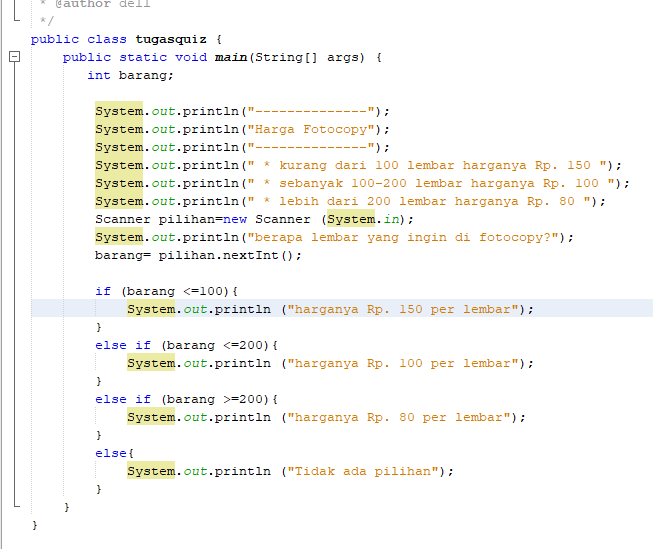 * @author dell
*/
public class tugasquiz {
public static void main(String[] args) {
int barang;
System.out.println("--------------");
System.out.println("Harga Fotocopy");
System.out.println("--------------");
System.out.println(" * kurang dari 100 lembar harganya Rp. 150 ");
System.out.println(" * sebanyak 100-200 lembar harganya Rp. 100 ");
System.out.println(" * lebih dari 200 lembar harganya Rp. 80 ");
Scanner pilihan=new Scanner (System.in);
System.out.println("berapa lembar yang ingin di fotocopy?");
barang= pilihan.nextInt();
if (barang <=100){
System.out.println ("harganya Rp. 150 per lembar");
}
else if (barang <=200){
System.out.println ("harganya Rp. 100 per lembar");
}
else if (barang >=200){
System.out.println ("harganya Rp. 80 per lembar");
}
else{
System.out.println ("Tidak ada pilihan");
}
}
}